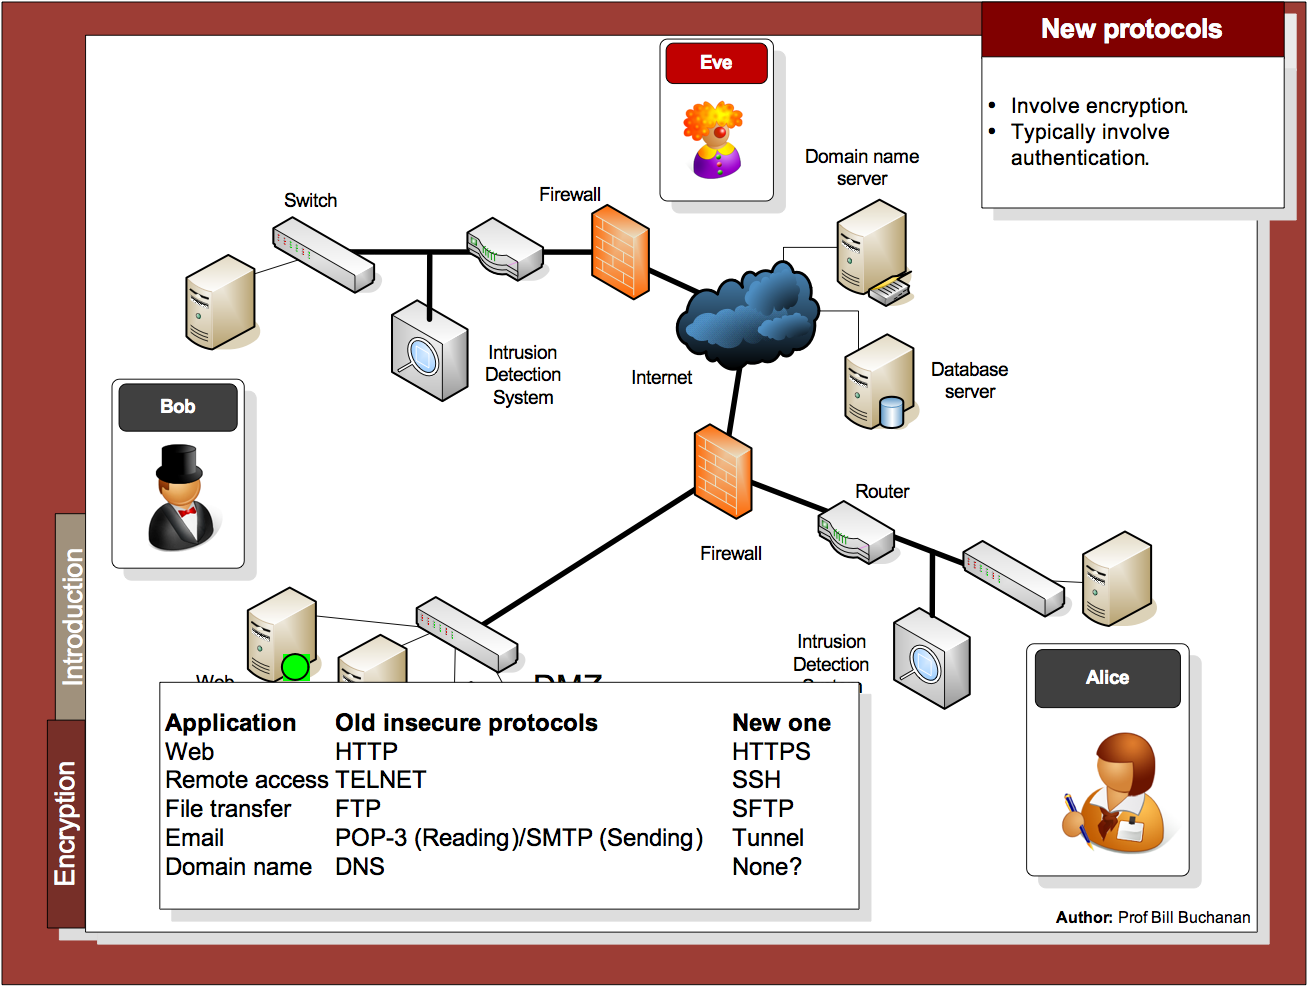 New protocols
• Involve encryption.
• Typically involve
authentication.
Eve
Domain name
server
Switch
Firewall
Intrusion
Detection
System
Internet
Database
server
Bob
Router
Firewall
Intrusion
Detection
System
Alice
Web
DMZ
Application Old insecure protocols New one
Web HTTP HTTPS
Remote access TELNET SSH
File transfer FTP SFTP
Email POP-3 (Reading)/SMTP (Sending) Tunnel
Domain name DNS None?
Introduction
Encryption
Author: Prof Bill Buchanan